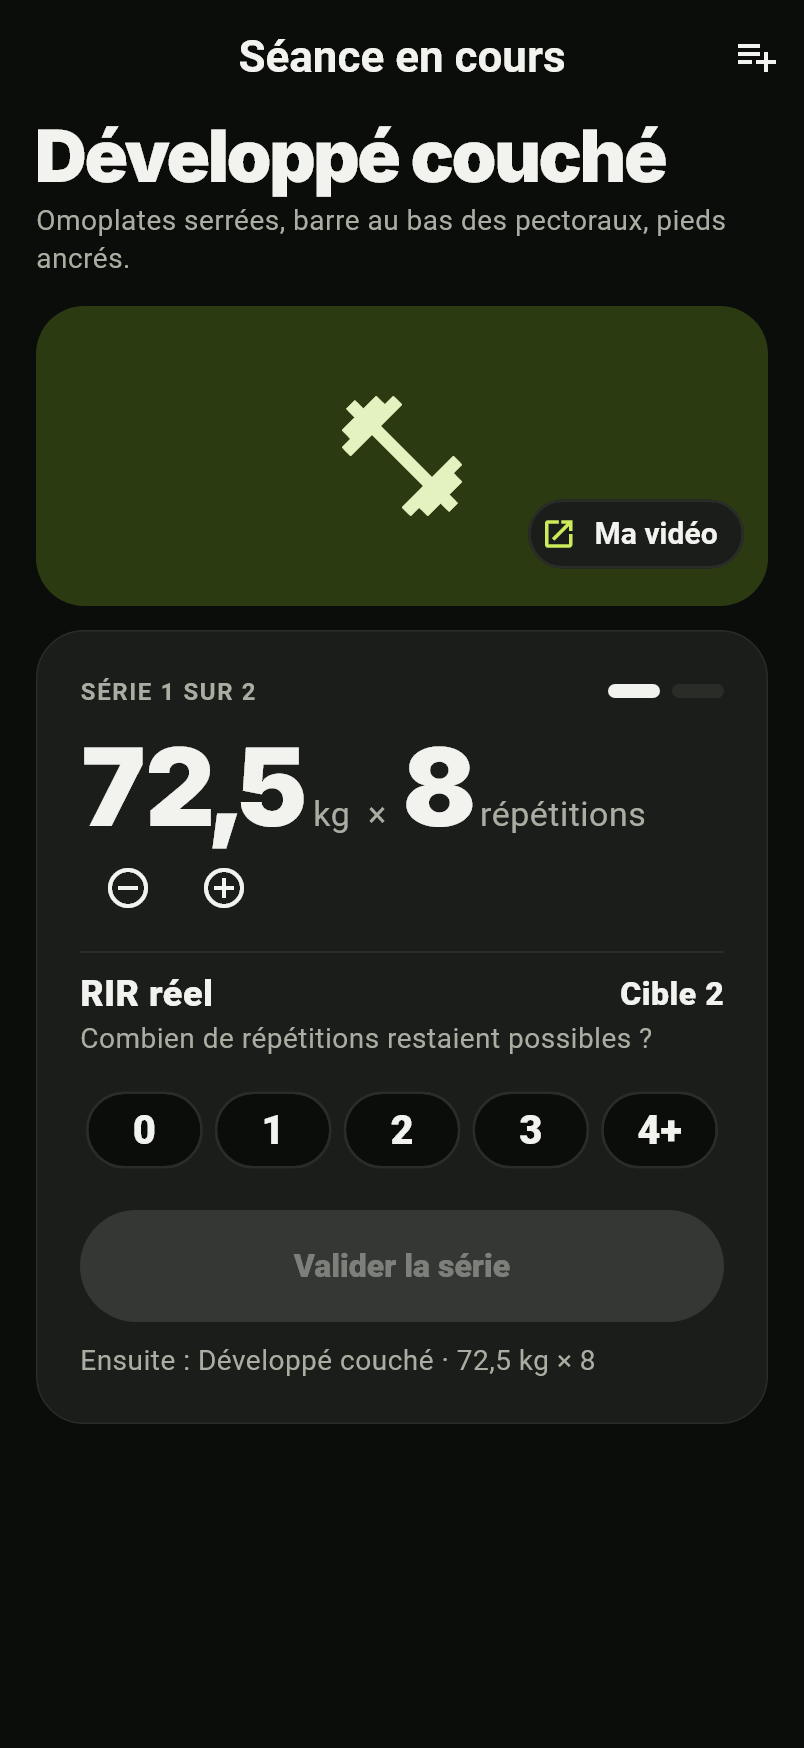 Séance en cours
Développé couché
Omoplates serrées, barre au bas des pectoraux, pieds
ancrés.
Ma vidéo
SÉRIE 1 SUR 2
72,5 kg × 8 répétitions
RIR réel Cible 2
Combien de répétitions restaient possibles ?
0 1 2 3 4+
Valider la série
Ensuite : Développé couché · 72,5 kg × 8